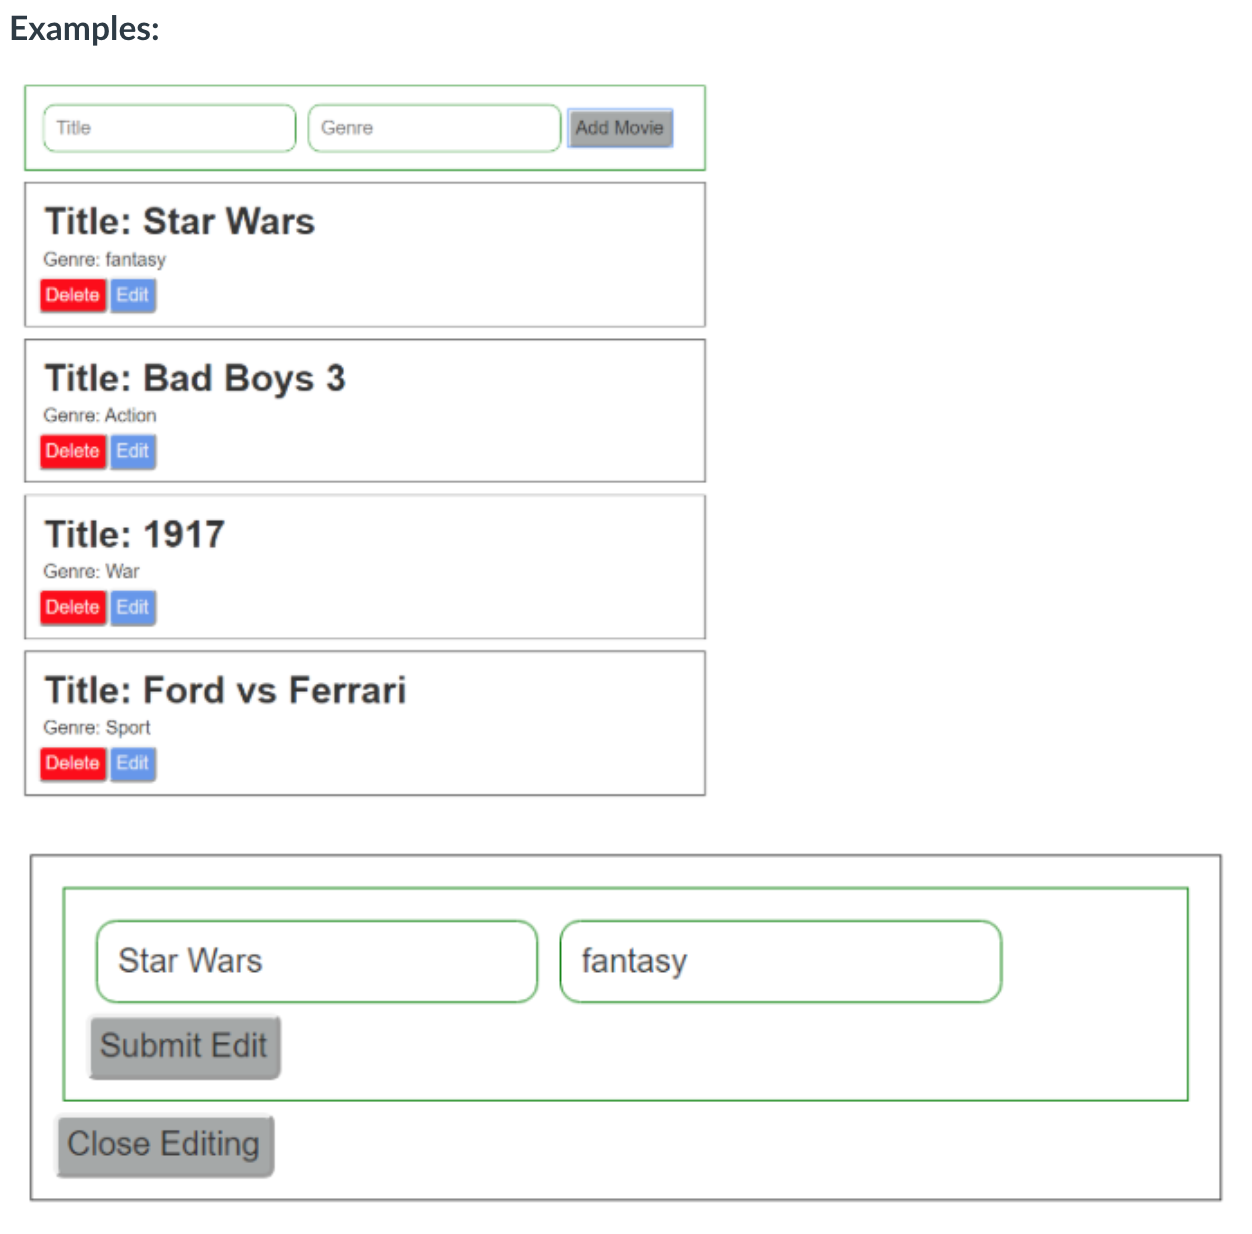 Examples:
Title Genre Add Movie
Title: Star Wars
Genre: fantasy
Delete Edit
Title: Bad Boys 3
Genre: Action
Delete Edit
Title: 1917
Genre: War
Delete Edit
Title: Ford vs Ferrari
Genre: Sport
Delete Edit
Star Wars fantasy
Submit Edit
Close Editing